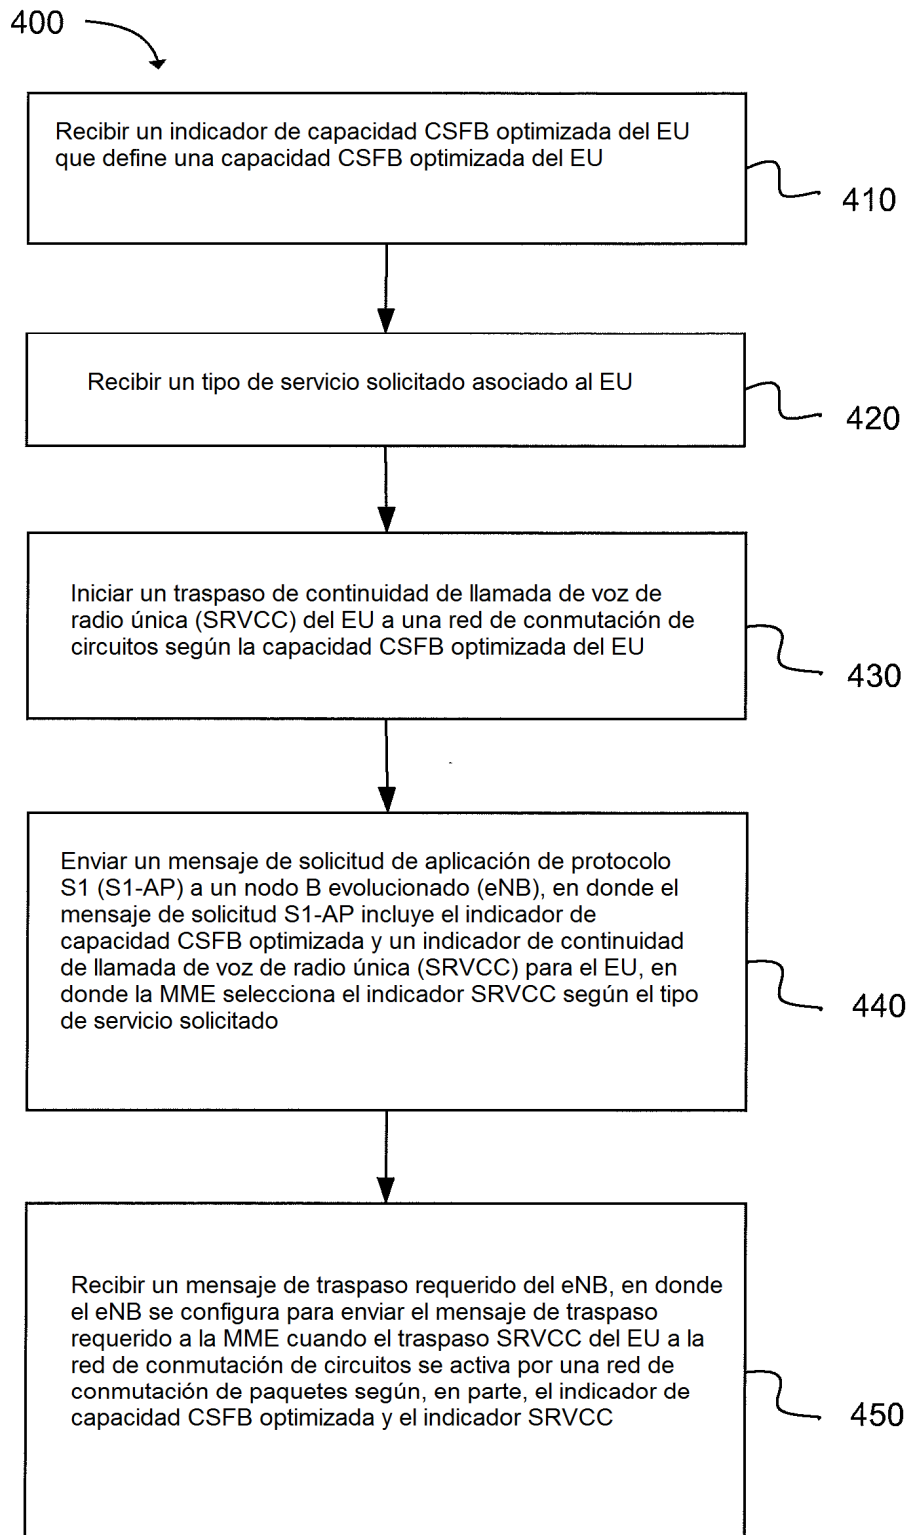 400
Recibir un indicador de capacidad CSFB optimizada del EU
que define una capacidad CSFB optimizada del EU
410
Recibir un tipo de servicio solicitado asociado al EU
420
Iniciar un traspaso de continuidad de llamada de voz de
radio única (SRVCC) del EU a una red de conmutación de
circuitos según la capacidad CSFB optimizada del EU
430
Enviar un mensaje de solicitud de aplicación de protocolo
S1 (S1-AP) a un nodo B evolucionado (eNB), en donde el
mensaje de solicitud S1-AP incluye el indicador de
capacidad CSFB optimizada y un indicador de continuidad
de llamada de voz de radio única (SRVCC) para el EU, en
donde la MME selecciona el indicador SRVCC según el tipo
de servicio solicitado
440
Recibir un mensaje de traspaso requerido del eNB, en donde
el eNB se configura para enviar el mensaje de traspaso
requerido a la MME cuando el traspaso SRVCC del EU a la
red de conmutación de circuitos se activa por una red de
conmutación de paquetes según, en parte, el indicador de
capacidad CSFB optimizada y el indicador SRVCC
450